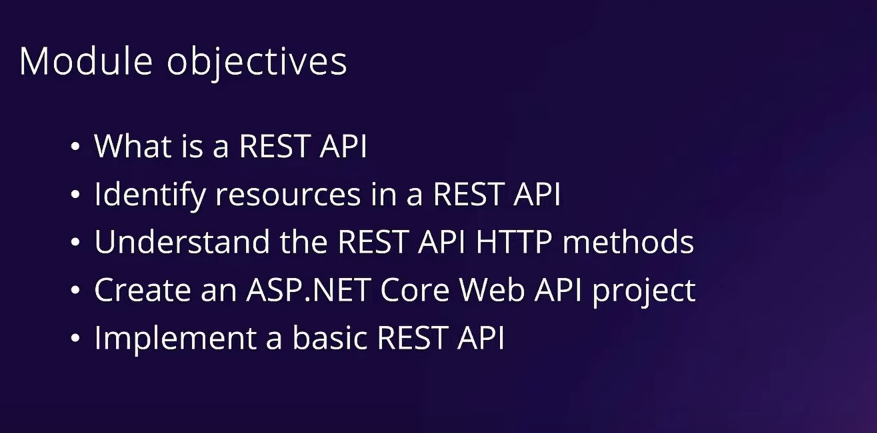 Module objectives
• What is a REST API
• Identify resources in a REST API
• Understand the REST API HTTP methods
• Create an ASP.NET Core Web API project
• Implement a basic REST API